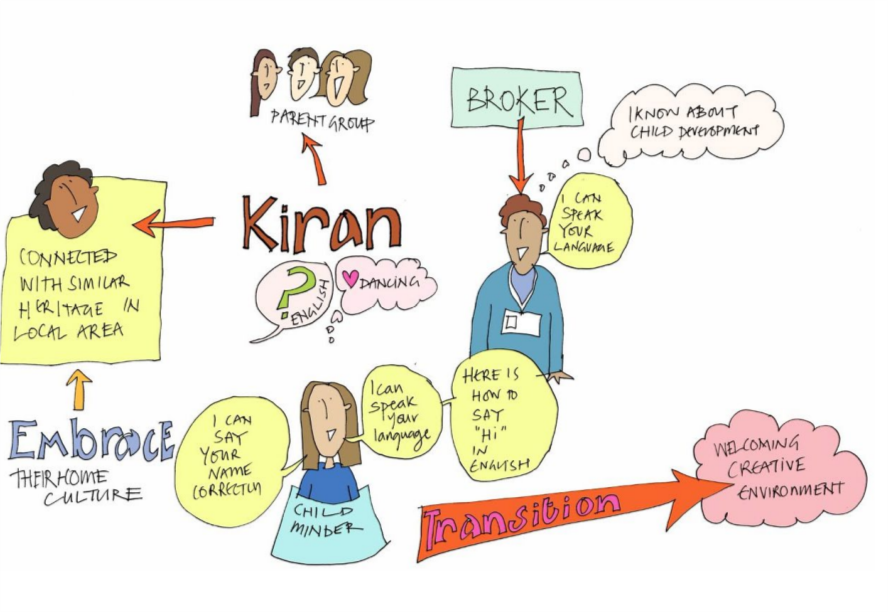 PARENT GROUP
BROKER
I KNOW ABOUT
CHILD DEVELOPMENT
I CAN
SPEAK
YOUR
LANGUAGE
Kiran
?
ENGLISH
DANCING
CONNECTED
WITH SIMILAR
HERITAGE IN
LOCAL AREA
Embrace
THEIR HOME
CULTURE
I CAN
SAY
YOUR
NAME
CORRECTLY
I can
speak
your
language
HERE IS
HOW TO
SAY
"Hi"
IN
ENGLISH
CHILD
MINDER
Transition
WELCOMING
CREATIVE
ENVIRONMENT